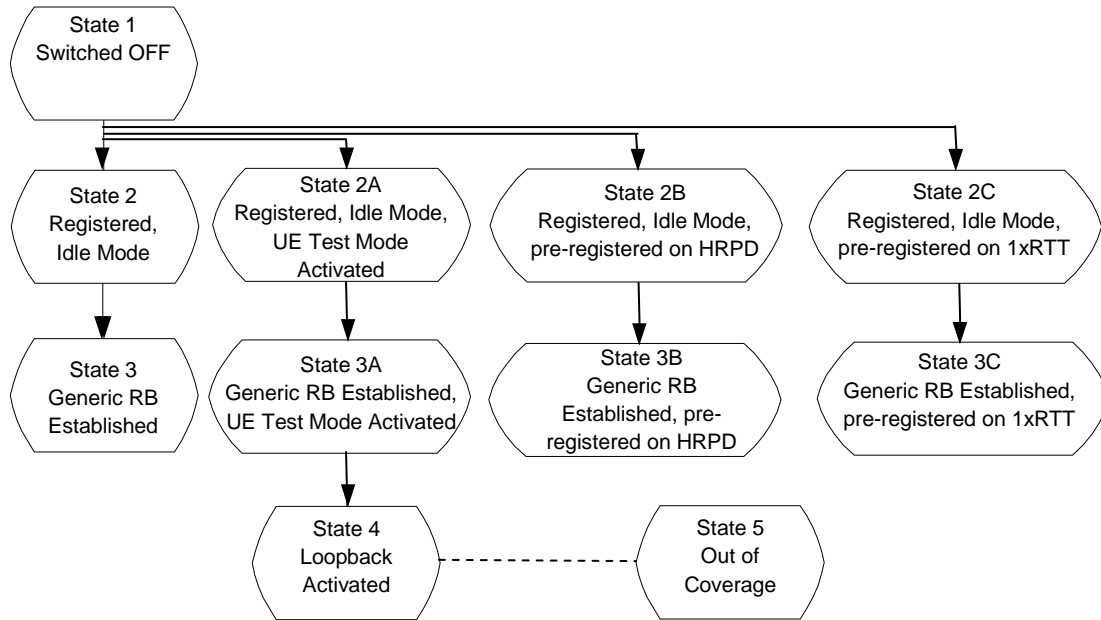 State 1
Switched OFF
State 2
Registered,
Idle Mode
State 2A
Registered, Idle Mode,
UE Test Mode
Activated
State 2B
Registered, Idle Mode,
pre-registered on HRPD
State 2C
Registered, Idle Mode,
pre-registered on 1xRTT
State 3
Generic RB
Established
State 3A
Generic RB Established,
UE Test Mode Activated
State 3B
Generic RB
Established, pre-
registered on HRPD
State 3C
Generic RB Established,
pre-registered on 1xRTT
State 4
Loopback
Activated
State 5
Out of
Coverage